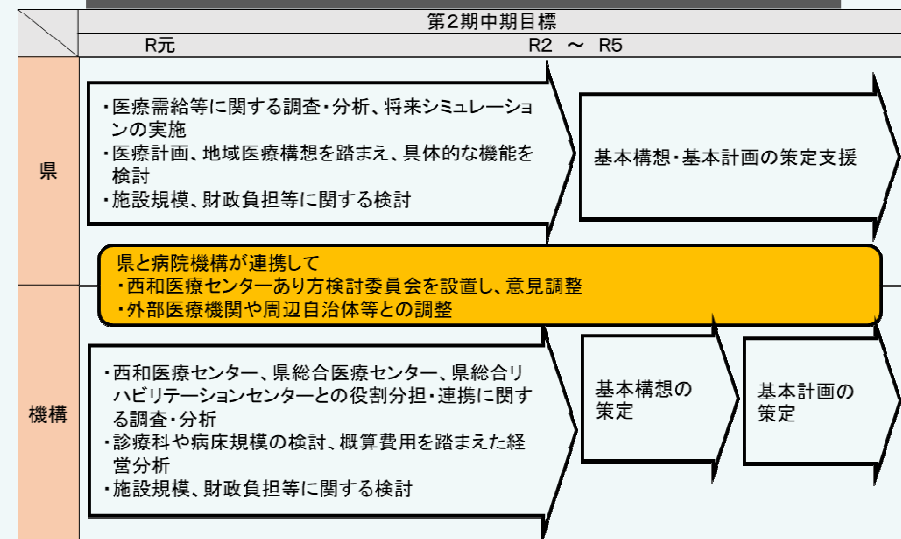 第2期中期目標
R元
R2 ～ R5
県
・医療需給等に関する調査・分析、将来シミュレーショ
ンの実施
・医療計画、地域医療構想を踏まえ、具体的な機能を
検討
・施設規模、財政負担等に関する検討
基本構想・基本計画の策定支援
県と病院機構が連携して
・西和医療センターあり方検討委員会を設置し、意見調整
・外部医療機関や周辺自治体等との調整
機構
・西和医療センター、県総合医療センター、県総合リ
ハビリテーションセンターとの役割分担・連携に関す
る調査・分析
・診療科や病床規模の検討、概算費用を踏まえた経
営分析
・施設規模、財政負担等に関する検討
基本構想の
策定
基本計画の
策定